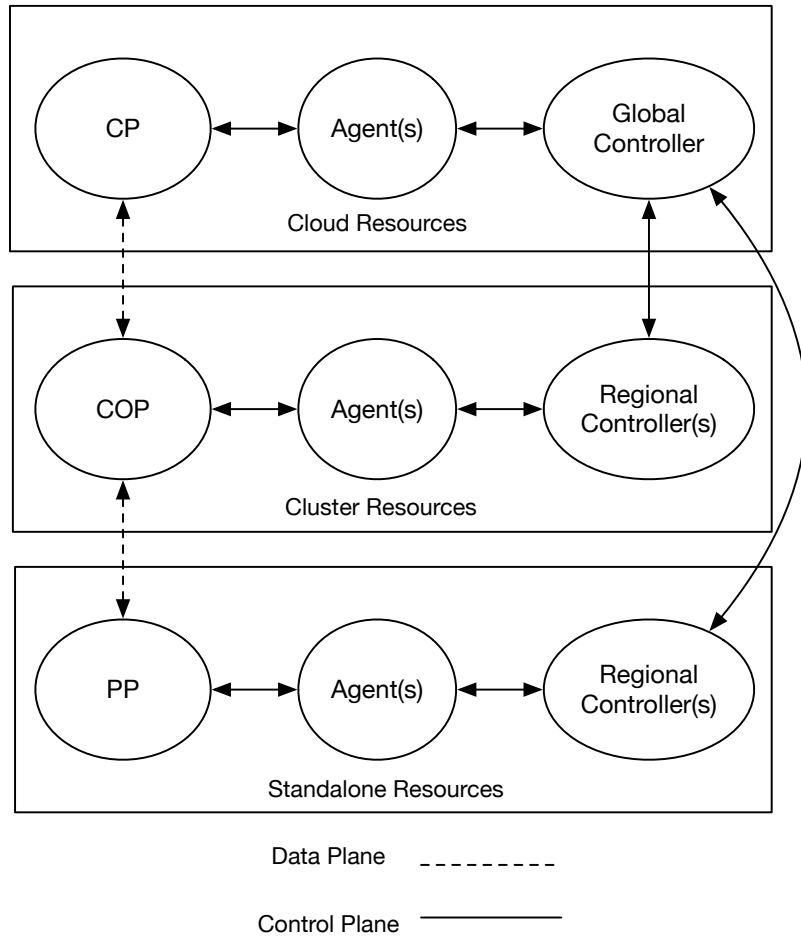 CP
Agent(s)
Global
Controller
Cloud Resources
COP
Agent(s)
Regional
Controller(s)
Cluster Resources
PP
Agent(s)
Regional
Controller(s)
Standalone Resources
Data Plane
Control Plane